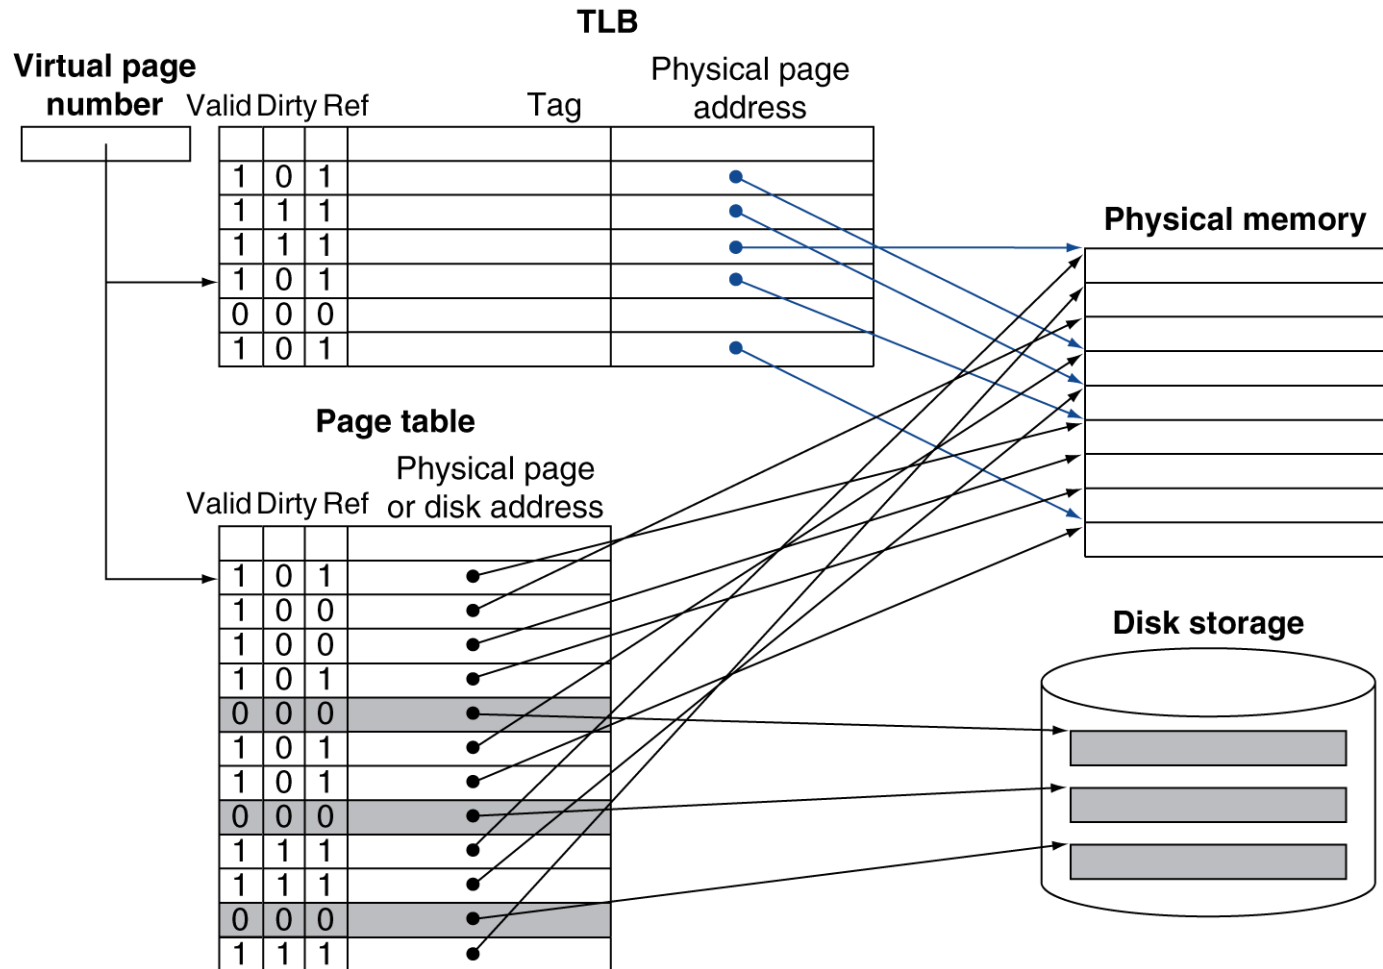 TLB
Virtual page
number
Valid Dirty Ref
Tag
Physical page
address
1 0 1
1 1 1
1 1 1
1 0 1
0 0 0
1 0 1
Physical memory
Page table
Physical page
or disk address
Valid Dirty Ref
1 0 1
1 0 0
1 0 0
1 0 1
0 0 0
1 0 1
1 0 1
0 0 0
1 1 1
1 1 1
0 0 0
1 1 1
Disk storage